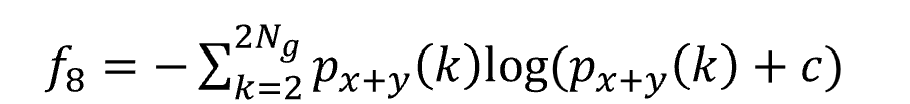 f₈ = − ∑_{k=2}^{2N_g} p_{x+y}(k)log(p_{x+y}(k) + c)